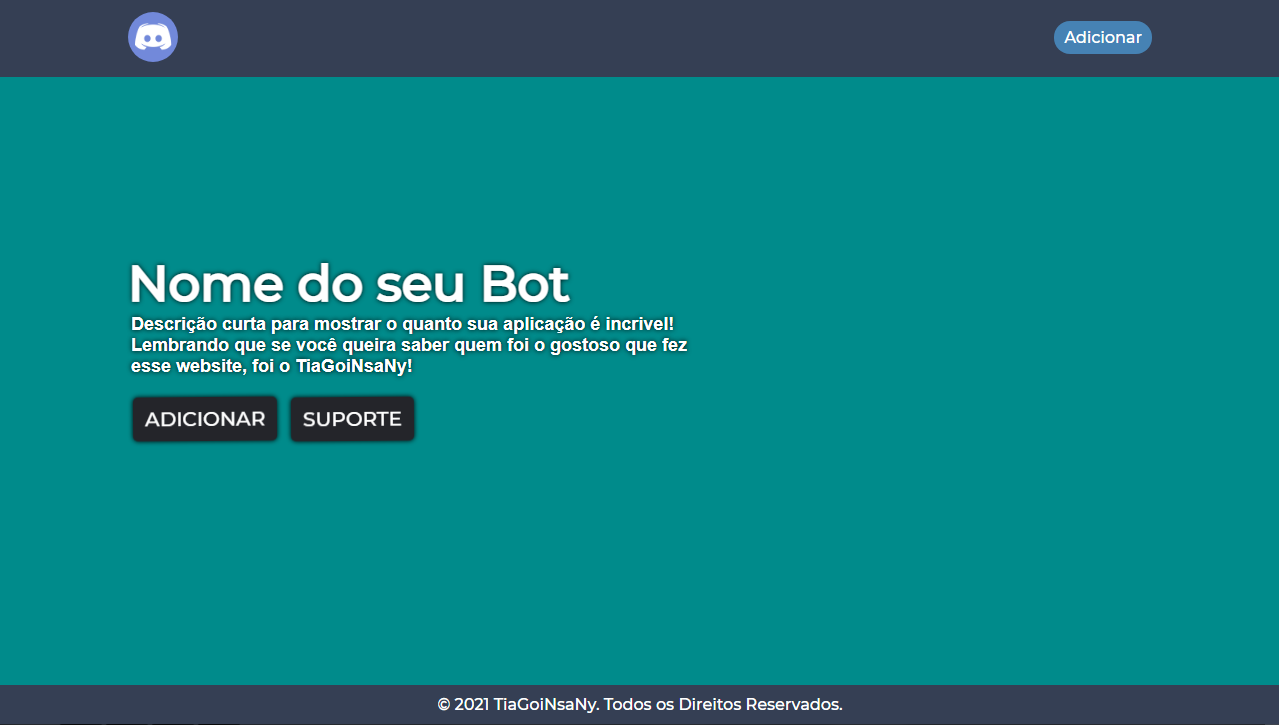 Adicionar
Nome do seu Bot
Descrição curta para mostrar o quanto sua aplicação é incrivel!
Lembrando que se você queira saber quem foi o gostoso que fez
esse website, foi o TiaGoiNsaNy!
ADICIONAR SUPORTE
© 2021 TiaGoiNsaNy. Todos os Direitos Reservados.